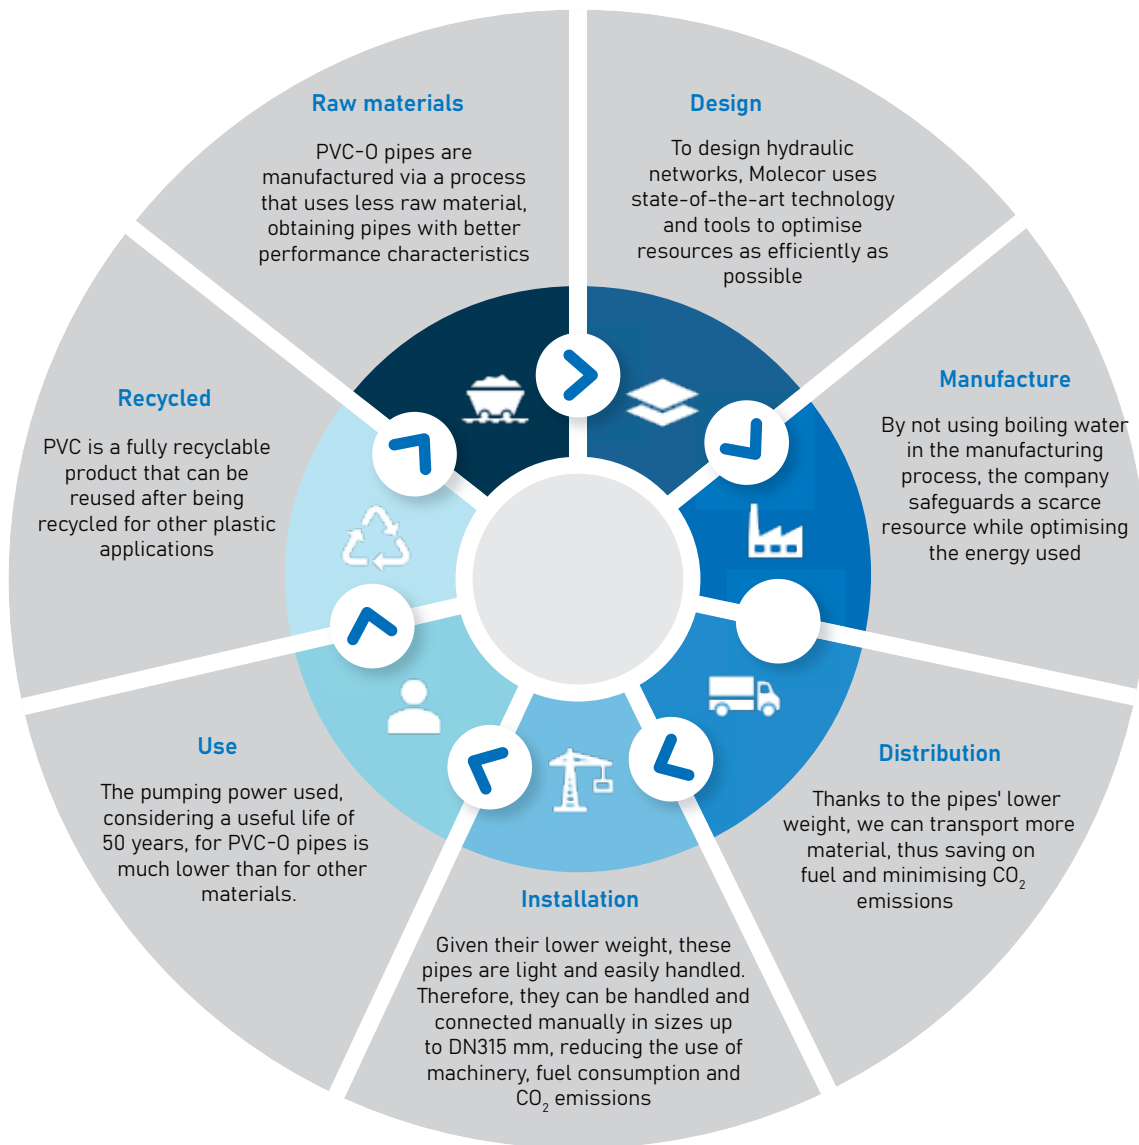 Raw materials
PVC-O pipes are
manufactured via a process
that uses less raw material,
obtaining pipes with better
performance characteristics
Design
To design hydraulic
networks, Molecor uses
state-of-the-art technology
and tools to optimise
resources as efficiently as
possible
Manufacture
By not using boiling water
in the manufacturing
process, the company
safeguards a scarce
resource while optimising
the energy used
Distribution
Thanks to the pipes' lower
weight, we can transport more
material, thus saving on
fuel and minimising CO₂
emissions
Installation
Given their lower weight, these
pipes are light and easily handled.
Therefore, they can be handled and
connected manually in sizes up
to DN315 mm, reducing the use of
machinery, fuel consumption and
CO₂ emissions
Use
The pumping power used,
considering a useful life of
50 years, for PVC-O pipes is
much lower than for other
materials.
Recycled
PVC is a fully recyclable
product that can be
reused after being
recycled for other plastic
applications